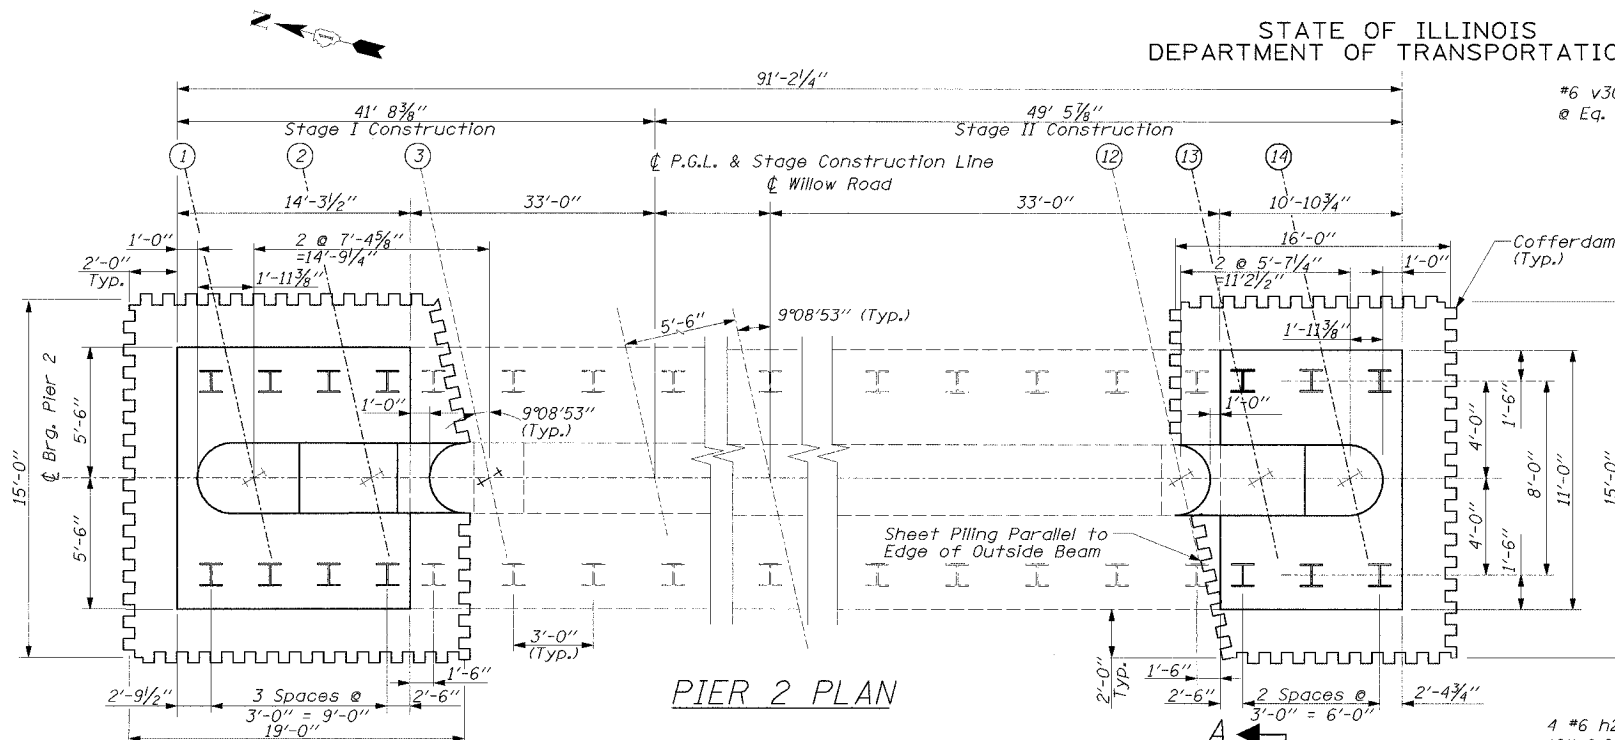 N
STATE OF ILLINOIS
DEPARTMENT OF TRANSPORTATIO
91'-2¼"
#6 v30
@ Eq.
41' 8⅜"
Stage I Construction
49' 5⅞"
Stage II Construction
1
2
3
℄ P.G.L. & Stage Construction Line
℄ Willow Road
12
13
14
14'-3½"
33'-0"
33'-0"
10'-10¾"
1'-0"
2 @ 7'-4⅝"
=14'-9¼"
2'-0"
Typ.
1'-11⅜"
16'-0"
Cofferdam
(Typ.)
2 @ 5'-7¼"
=11'2½"
1'-0"
5'-6"
9°08'53" (Typ.)
1'-11⅜"
℄ Brg. Pier 2
15'-0"
5'-6"
5'-6"
1'-0"
9°08'53"
(Typ.)
1'-0"
4'-0"
4'-0"
1'-6"
1'-6"
8'-0"
11'-0"
15'-0"
Sheet Piling Parallel to
Edge of Outside Beam
3'-0"
(Typ.)
1'-6"
2'-9½"
3 Spaces @
3'-0" = 9'-0"
2'-6"
19'-0"
PIER 2 PLAN
2'-0"
Typ.
1'-6"
2'-6"
2 Spaces @
3'-0" = 6'-0"
2'-4¾"
A
4 #6 h2